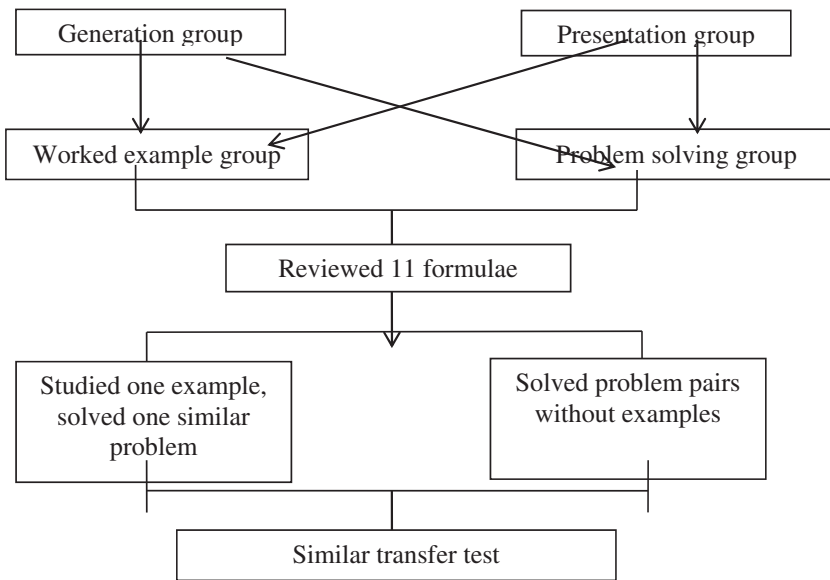 Generation group
Presentation group
Worked example group
Problem solving group
Reviewed 11 formulae
Studied one example,
solved one similar
problem
Solved problem pairs
without examples
Similar transfer test